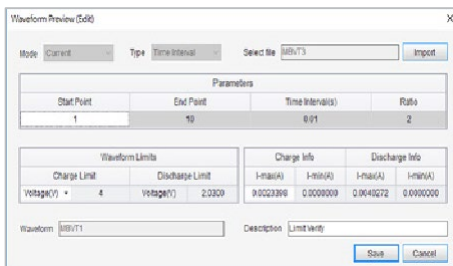 Waveform Preview (Edit) X
Mode Current Type Time Interval Select file MBVT3 Import
Parameters
Start Point End Point Time Interval(s) Ratio
1 10 0.01 2
Waveform Limits Charge Info Discharge Info
Charge Limit Discharge Limit I-max(A) I-min(A) I-max(A) I-min(A)
Voltage(V) 4 Voltage(V) 2.0300 0.0023398 0.0000000 0.0040272 0.0000000
Waveform MBVT1 Description Limit Verify
Save Cancel